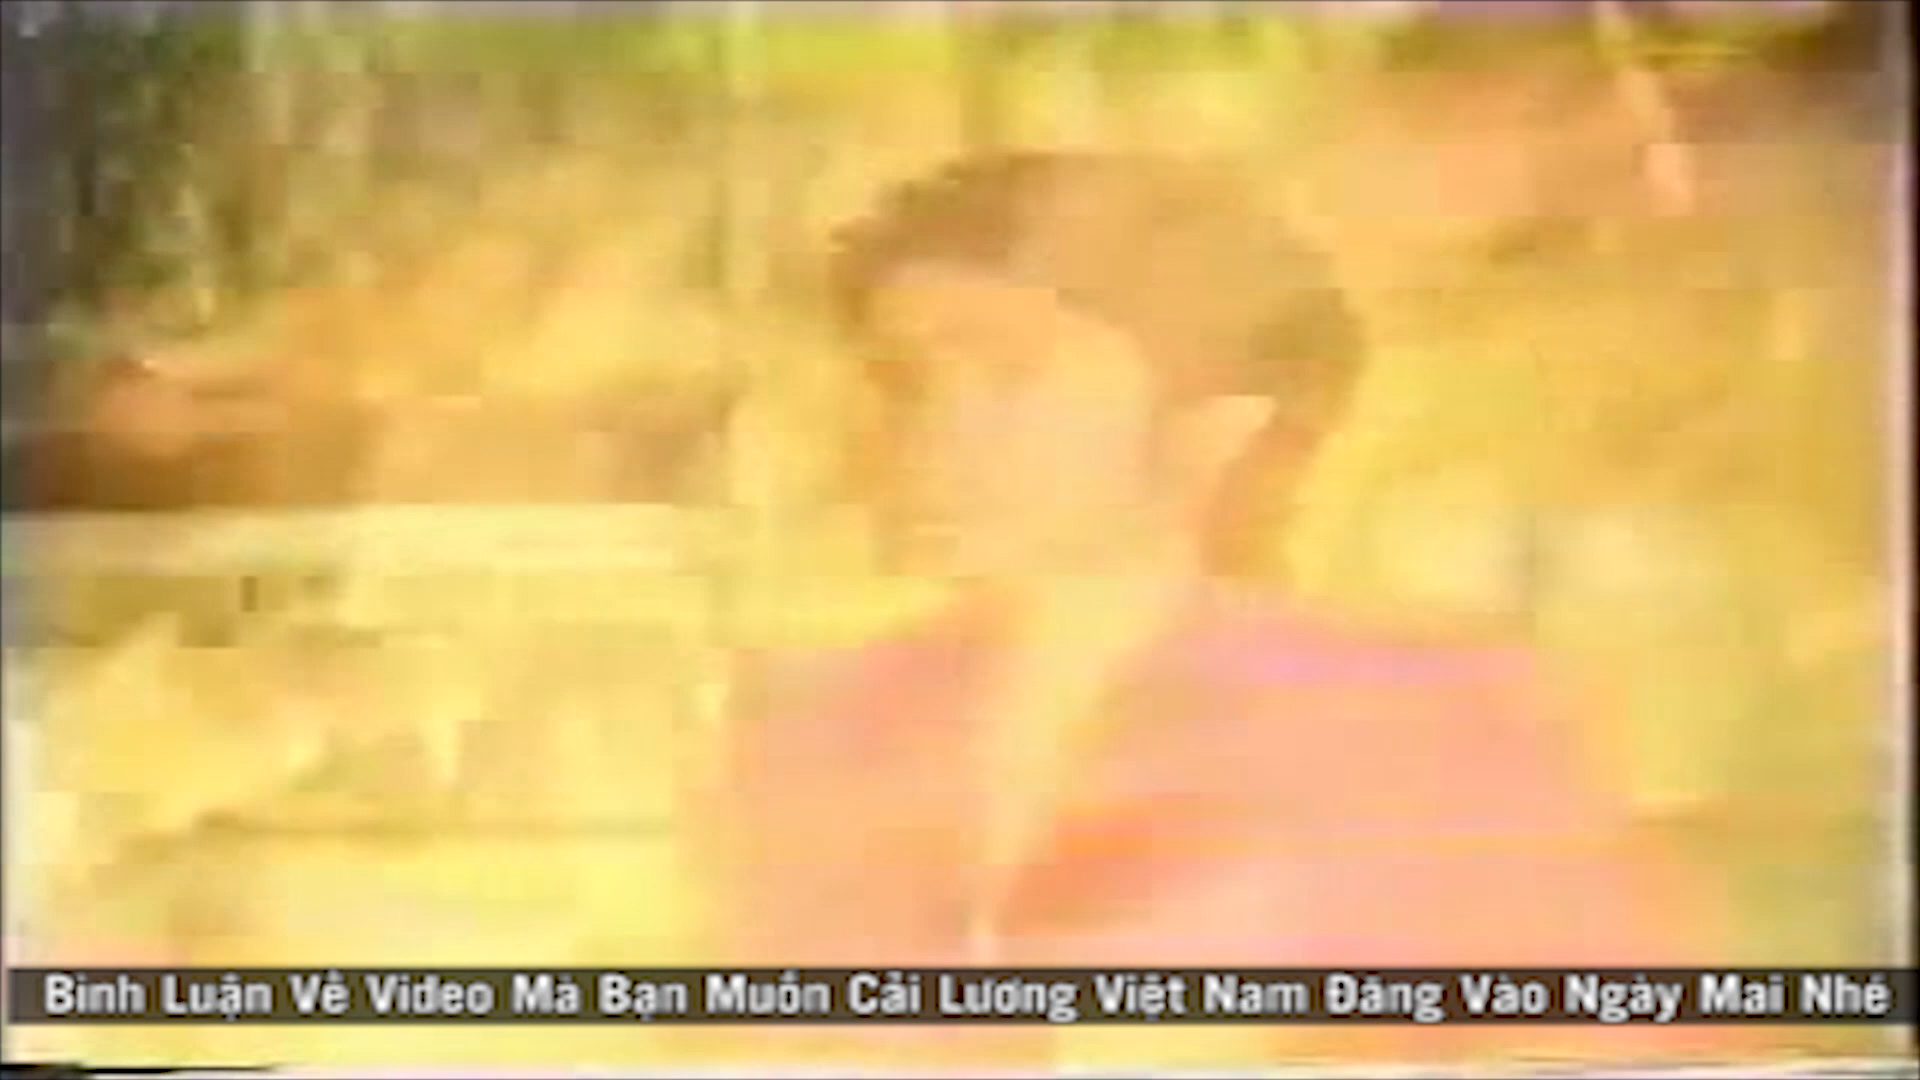 Bình Luận Về Video Mà Bạn Muốn Cải Lương Việt Nam Đăng Vào Ngày Mai Nhé